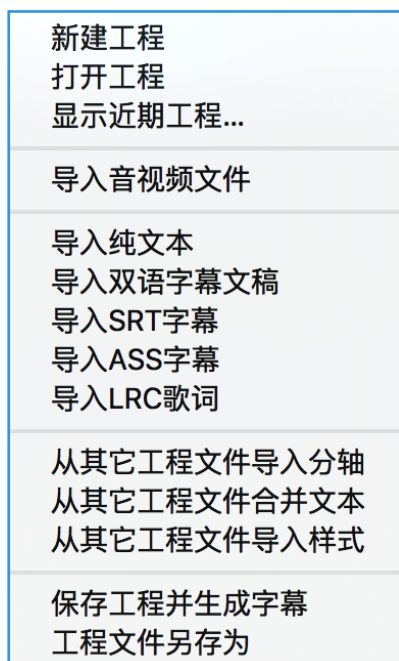 新建工程
打开工程
显示近期工程...
导入音视频文件
导入纯文本
导入双语字幕文稿
导入SRT字幕
导入ASS字幕
导入LRC歌词
从其它工程文件导入分轴
从其它工程文件合并文本
从其它工程文件导入样式
保存工程并生成字幕
工程文件另存为